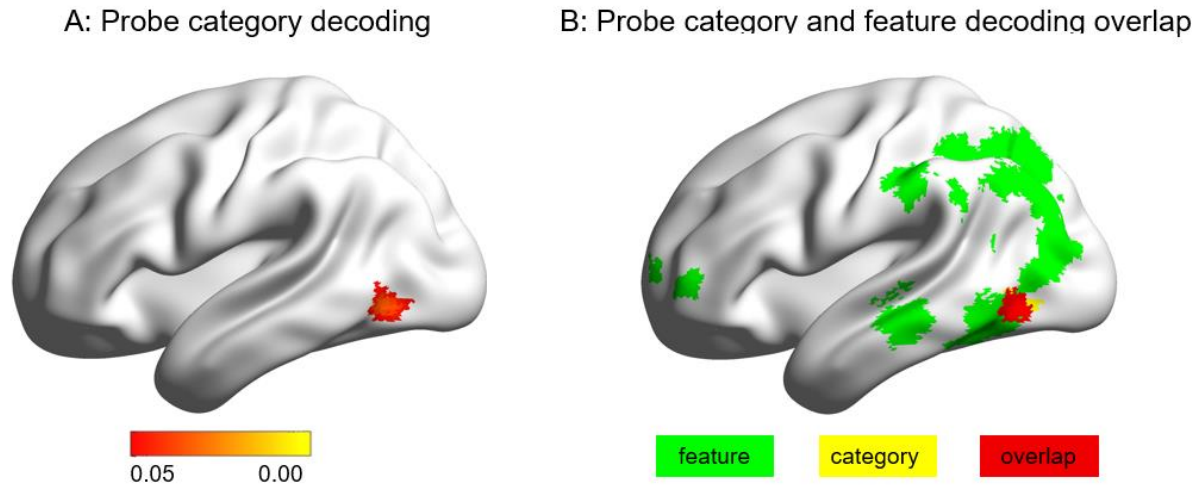 A: Probe category decoding
B: Probe category and feature decoding overlap
0.05 0.00
feature category overlap